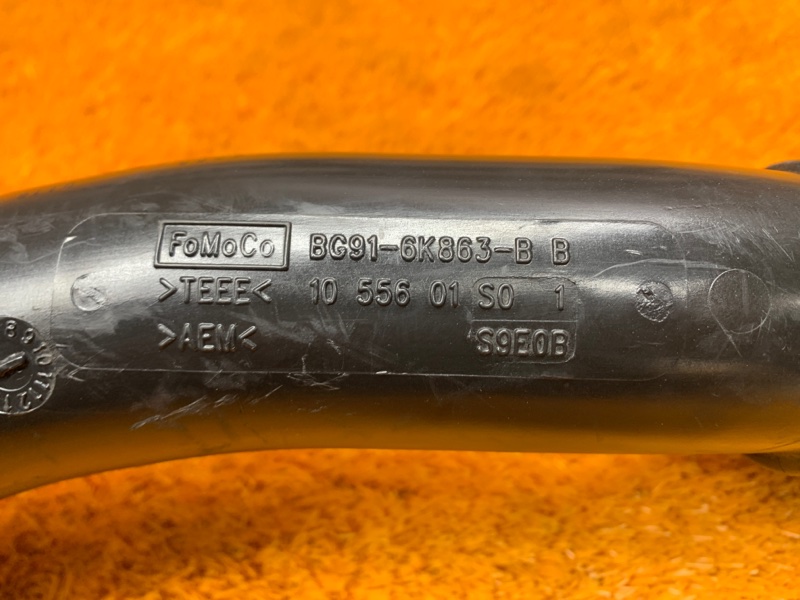 FoMoCo BG91-6K863-B B
>TEEE< 10 556 01 S0 1
>AEM< S9E0B